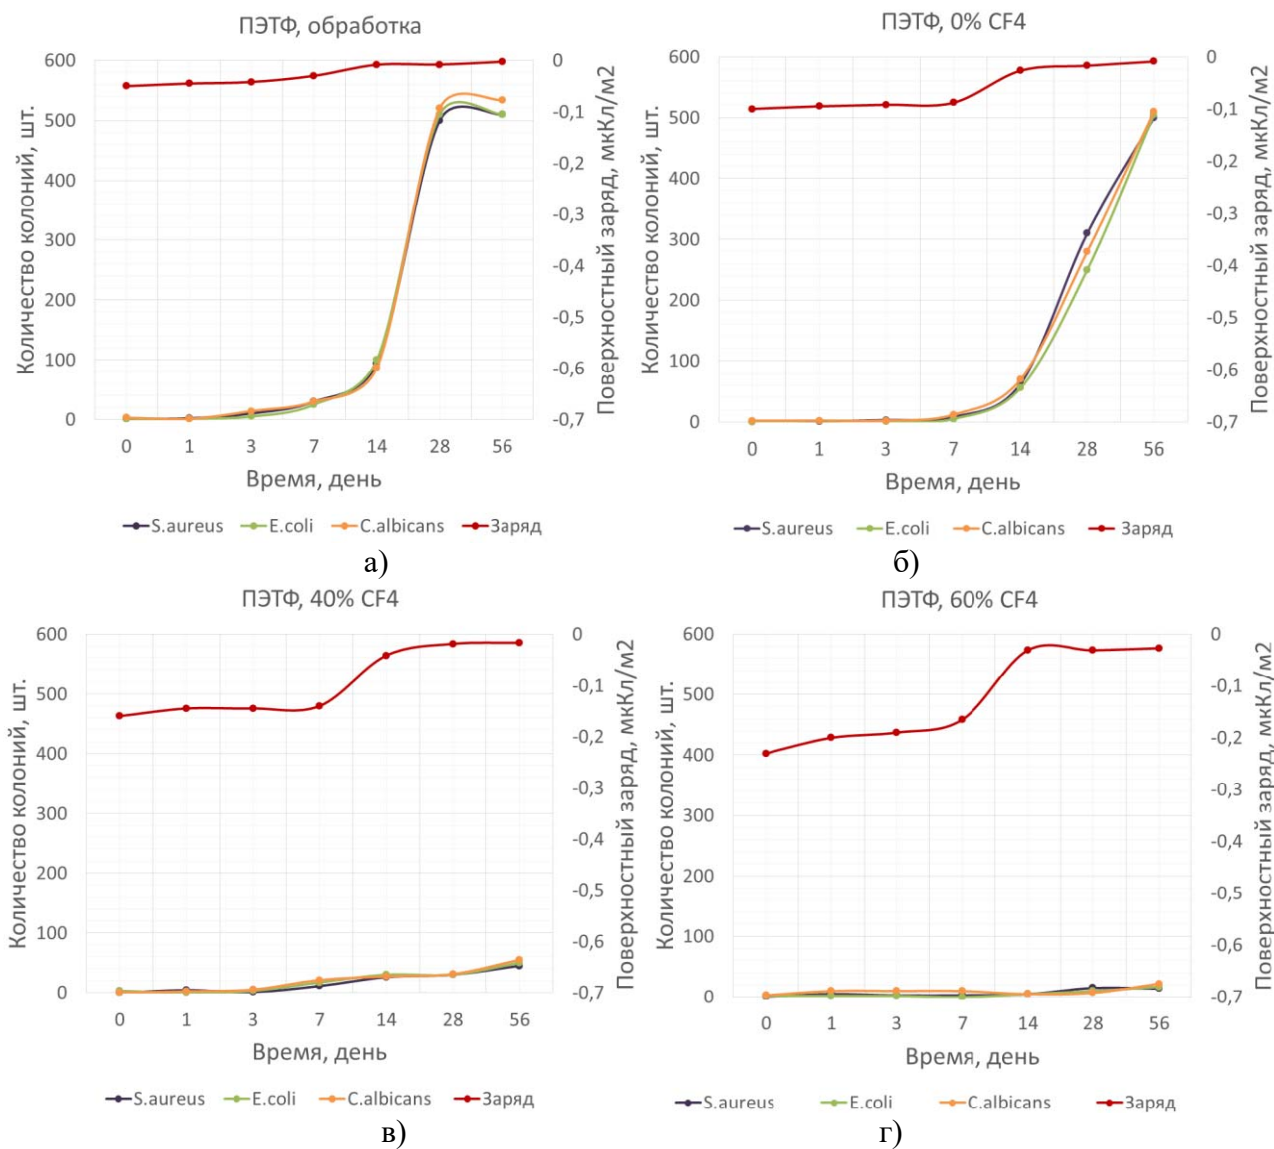 ПЭТФ, обработка
600
500
400
300
200
100
0
Количество колоний, шт.
0
-0,1
-0,2
-0,3
-0,4
-0,5
-0,6
-0,7
Поверхностный заряд, мкКл/м2
0 1 3 7 14 28 56
Время, день
S.aureus E.coli C.albicans Заряд
а)
ПЭТФ, 0% CF4
600
500
400
300
200
100
0
Количество колоний, шт.
0
-0,1
-0,2
-0,3
-0,4
-0,5
-0,6
-0,7
Поверхностный заряд, мкКл/м2
0 1 3 7 14 28 56
Время, день
S.aureus E.coli C.albicans Заряд
б)
ПЭТФ, 40% CF4
600
500
400
300
200
100
0
Количество колоний, шт.
0
-0,1
-0,2
-0,3
-0,4
-0,5
-0,6
-0,7
Поверхностный заряд, мкКл/м2
0 1 3 7 14 28 56
Время, день
S.aureus E.coli C.albicans Заряд
в)
ПЭТФ, 60% CF4
600
500
400
300
200
100
0
Количество колоний, шт.
0
-0,1
-0,2
-0,3
-0,4
-0,5
-0,6
-0,7
Поверхностный заряд, мкКл/м2
0 1 3 7 14 28 56
Время, день
S.aureus E.coli C.albicans Заряд
г)